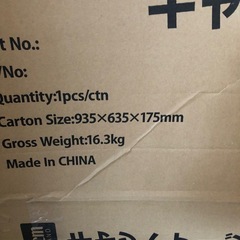 t No.:
/No:
Quantity:1pcs/ctn
Carton Size:935×635×175mm
Gross Weight:16.3kg
Made In CHINA